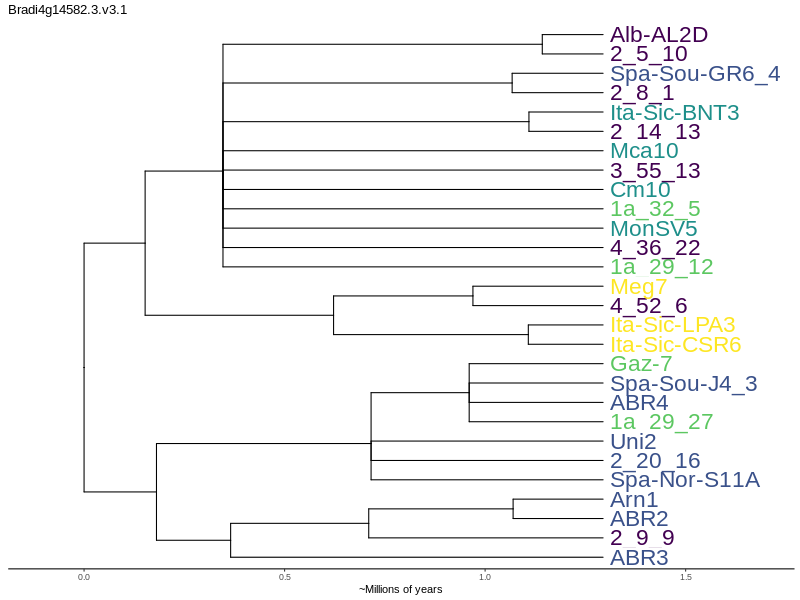 Bradi4g14582.3.v3.1
Alb-AL2D
2_5_10
Spa-Sou-GR6_4
2_8_1
Ita-Sic-BNT3
2_14_13
Mca10
3_55_13
Cm10
1a_32_5
MonSV5
4_36_22
1a_29_12
Meg7
4_52_6
Ita-Sic-LPA3
Ita-Sic-CSR6
Gaz-7
Spa-Sou-J4_3
ABR4
1a_29_27
Uni2
2_20_16
Spa-Nor-S11A
Arn1
ABR2
2_9_9
ABR3
0.0 0.5 1.0 1.5
~Millions of years